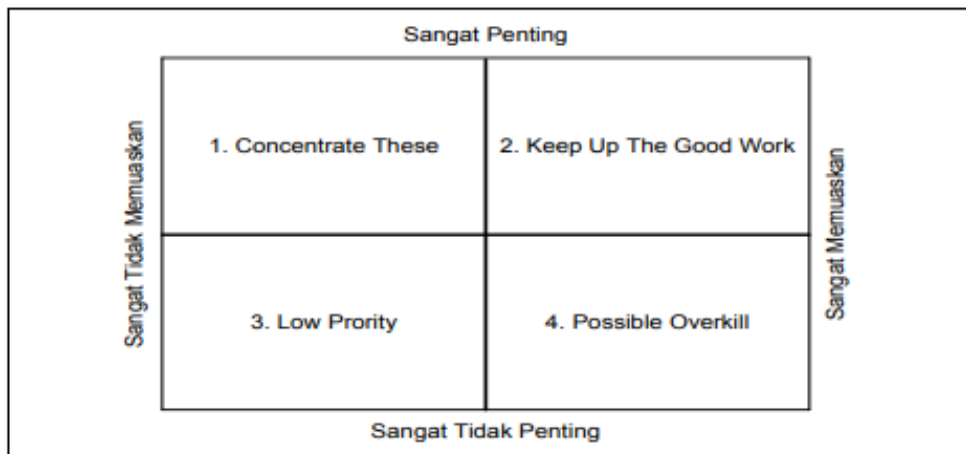 Sangat Penting
Sangat Tidak Memuaskan
1. Concentrate These
2. Keep Up The Good Work
Sangat Memuaskan
3. Low Prority
4. Possible Overkill
Sangat Tidak Penting